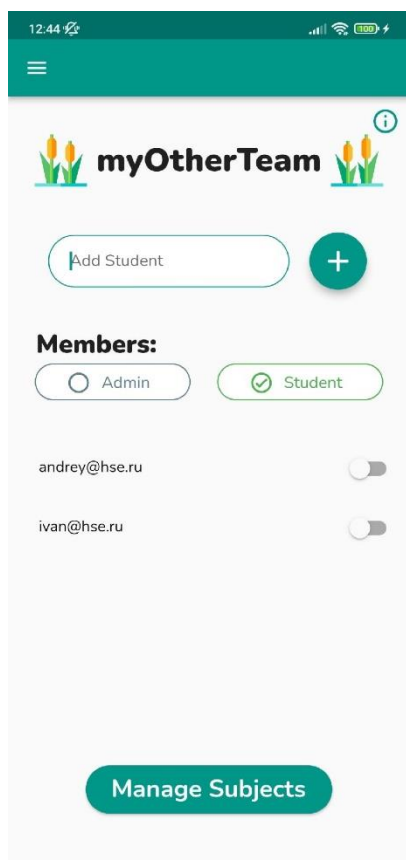 12:44
100
myOtherTeam
Add Student
Members:
Admin
Student
andrey@hse.ru
ivan@hse.ru
Manage Subjects